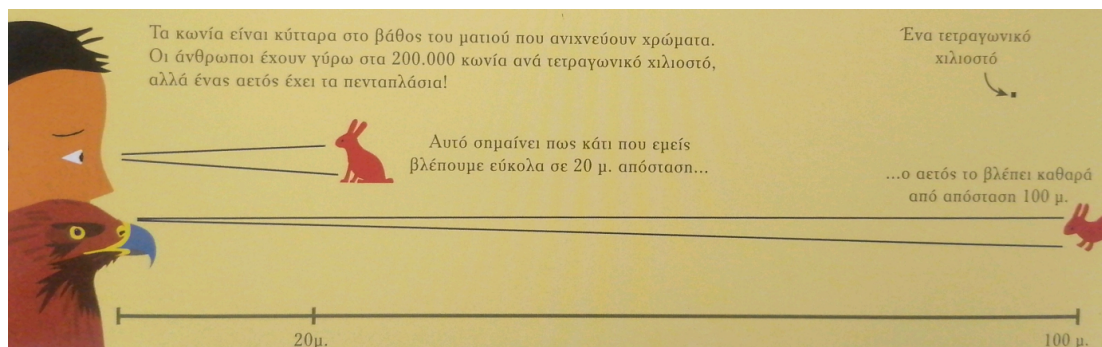 Τα κωνία είναι κύτταρα στο βάθος του ματιού που ανιχνεύουν χρώματα.
Οι άνθρωποι έχουν γύρω στα 200.000 κωνία ανά τετραγωνικό χιλιοστό,
αλλά ένας αετός έχει τα πενταπλάσια!
Ένα τετραγωνικό
χιλιοστό
Αυτό σημαίνει πως κάτι που εμείς
βλέπουμε εύκολα σε 20 μ. απόσταση...
...ο αετός το βλέπει καθαρά
από απόσταση 100 μ.
20μ.
100 μ.